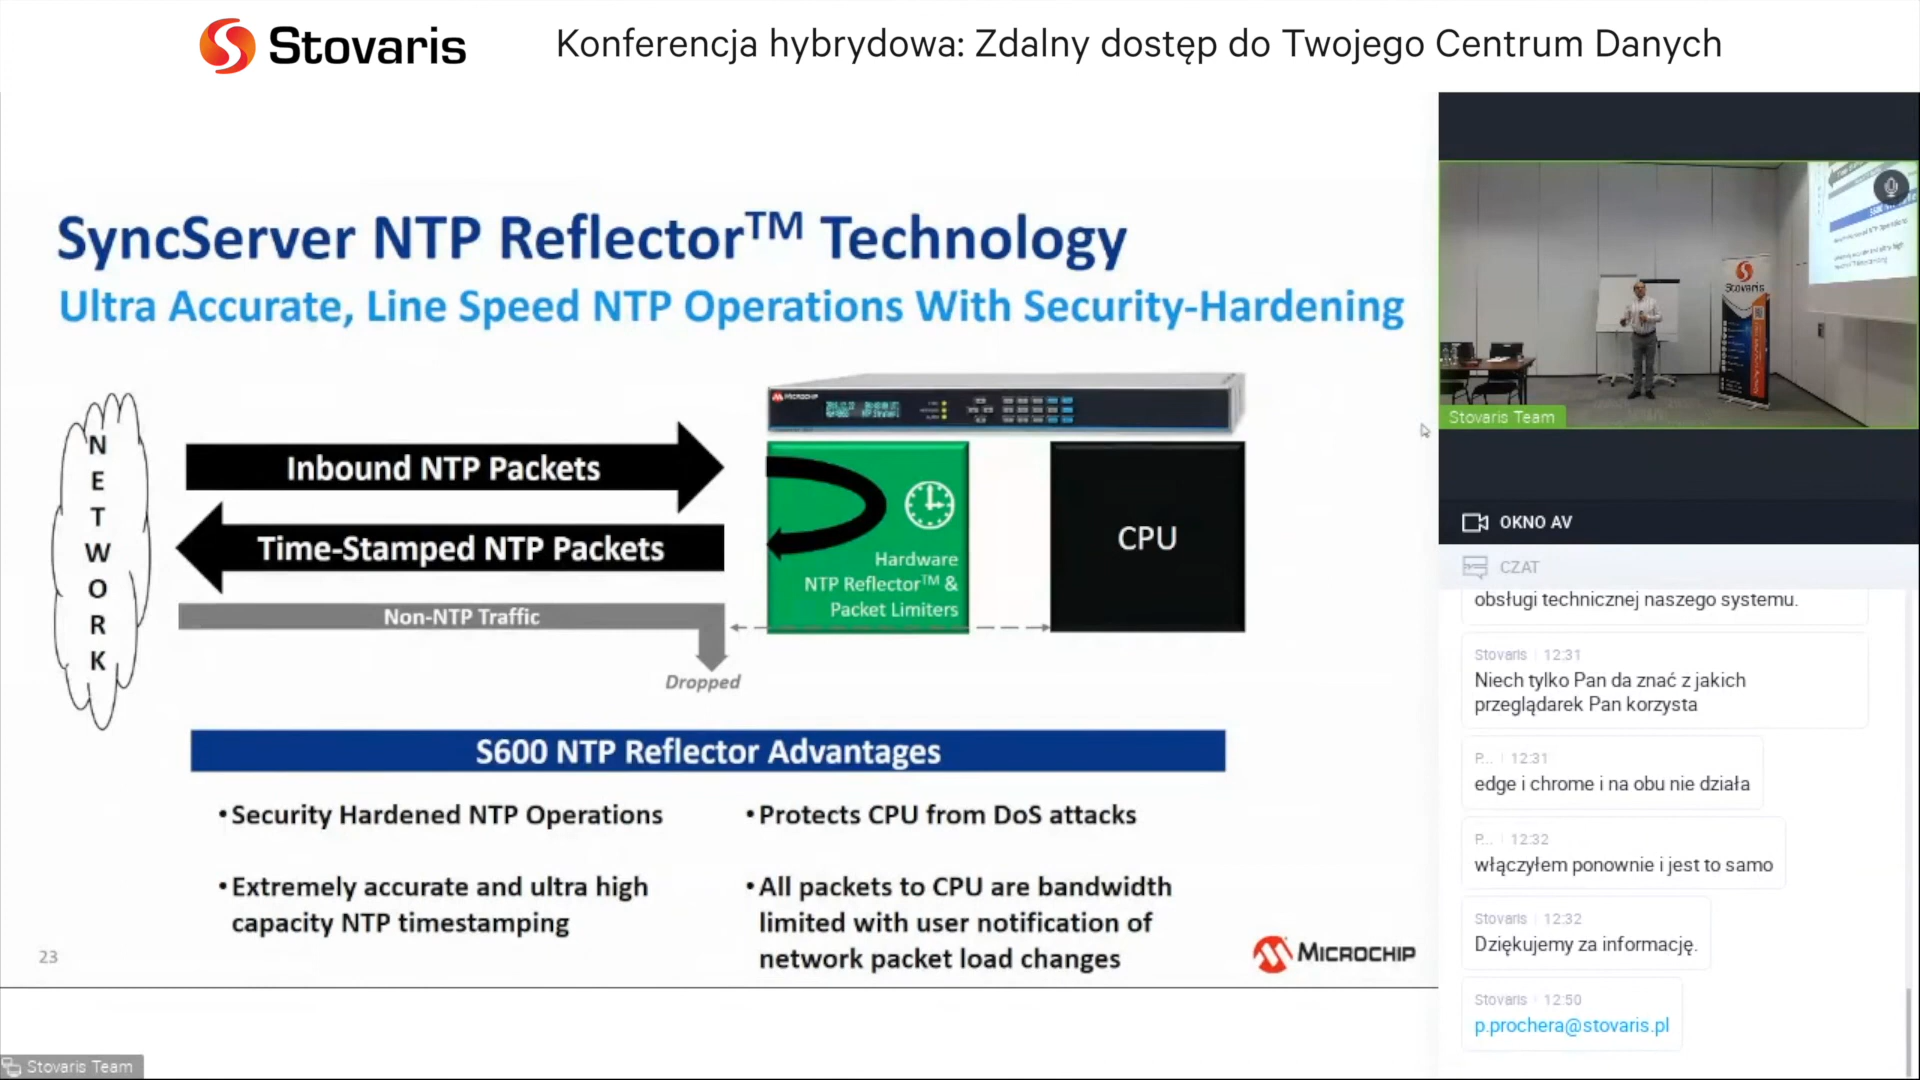 Stovaris
Konferencja hybrydowa: Zdalny dostęp do Twojego Centrum Danych
SyncServer NTP Reflector™ Technology
Ultra Accurate, Line Speed NTP Operations With Security-Hardening
NETWORK
Inbound NTP Packets
Time-Stamped NTP Packets
Non-NTP Traffic
Dropped
MICROCHIP
Hardware
NTP Reflector™ &
Packet Limiters
CPU
S600 NTP Reflector Advantages
• Security Hardened NTP Operations
• Extremely accurate and ultra high
capacity NTP timestamping
• Protects CPU from DoS attacks
• All packets to CPU are bandwidth
limited with user notification of
network packet load changes
23
MICROCHIP
Stovaris Team
Stovaris
Stovaris Team
OKNO AV
CZAT
obsługi technicznej naszego systemu.
Stovaris 12:31
Niech tylko Pan da znać z jakich
przeglądarek Pan korzysta
P... 12:31
edge i chrome i na obu nie działa
P... 12:32
włączyłem ponownie i jest to samo
Stovaris 12:32
Dziękujemy za informację.
Stovaris 12:50
p.prochera@stovaris.pl